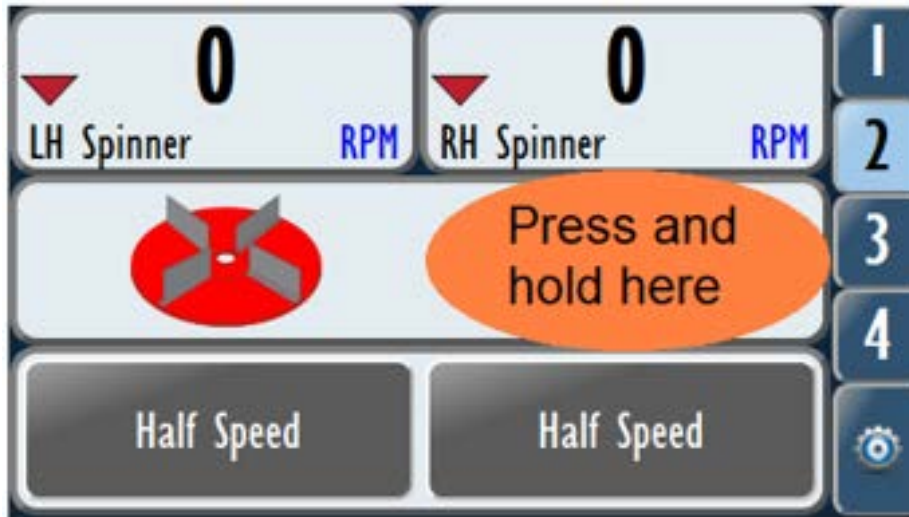 0
LH Spinner RPM
0
RH Spinner RPM
1
2
3
4
Press and
hold here
Half Speed
Half Speed